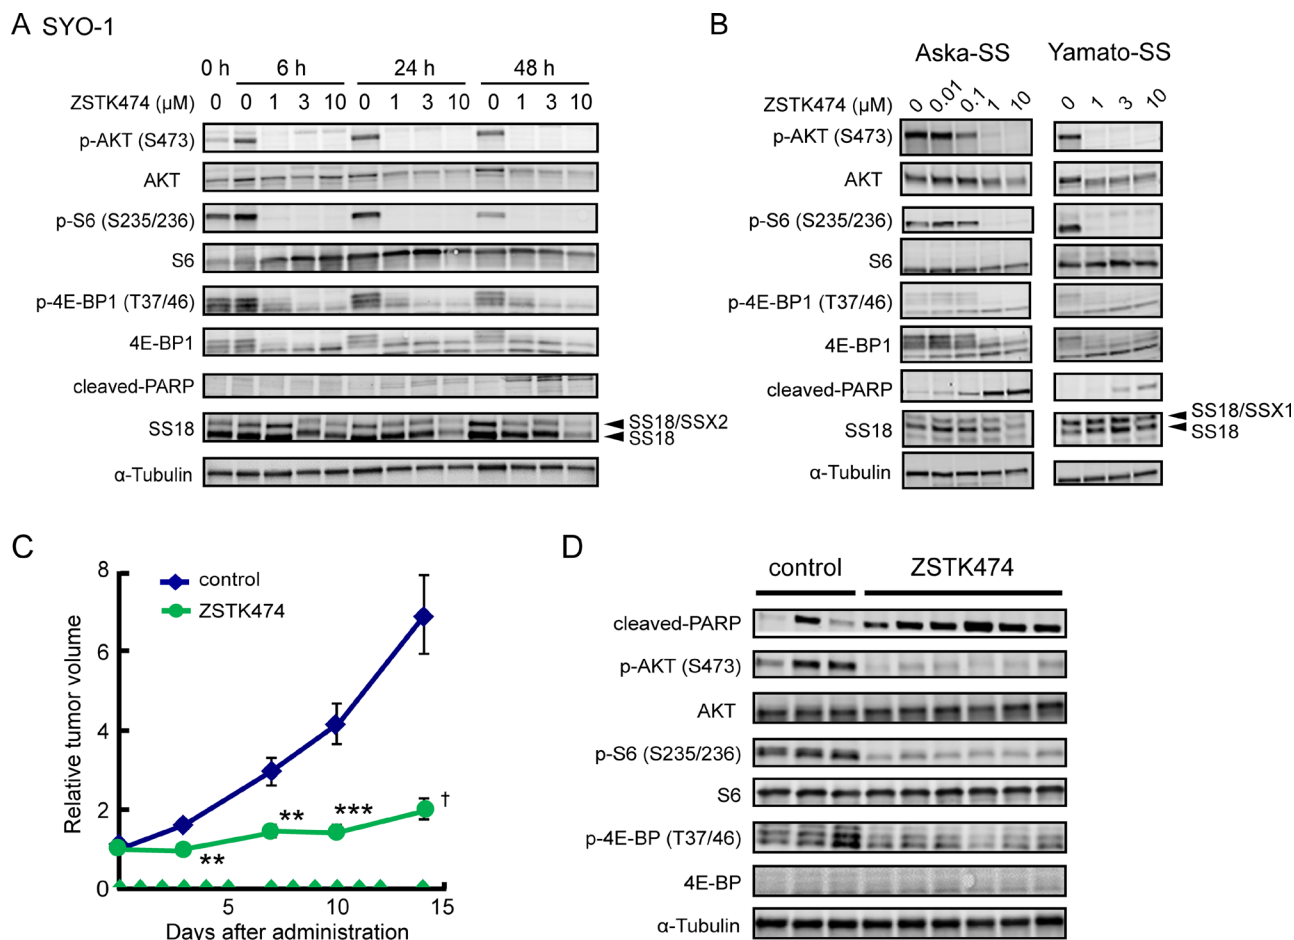 A SYO-1
0 h 6 h 24 h 48 h
ZSTK474 (µM) 0 0 1 3 10 0 1 3 10 0 1 3 10
p-AKT (S473)
AKT
p-S6 (S235/236)
S6
p-4E-BP1 (T37/46)
4E-BP1
cleaved-PARP
SS18
SS18/SSX2
SS18
α-Tubulin
B
Aska-SS Yamato-SS
ZSTK474 (µM) 0 0.01 0.1 1 10 0 1 3 10
p-AKT (S473)
AKT
p-S6 (S235/236)
S6
p-4E-BP1 (T37/46)
4E-BP1
cleaved-PARP
SS18
SS18/SSX1
SS18
α-Tubulin
C
8
6
4
2
0
Relative tumor volume
control
ZSTK474
**
**
***
†
5 10 15
Days after administration
D
control ZSTK474
cleaved-PARP
p-AKT (S473)
AKT
p-S6 (S235/236)
S6
p-4E-BP (T37/46)
4E-BP
α-Tubulin